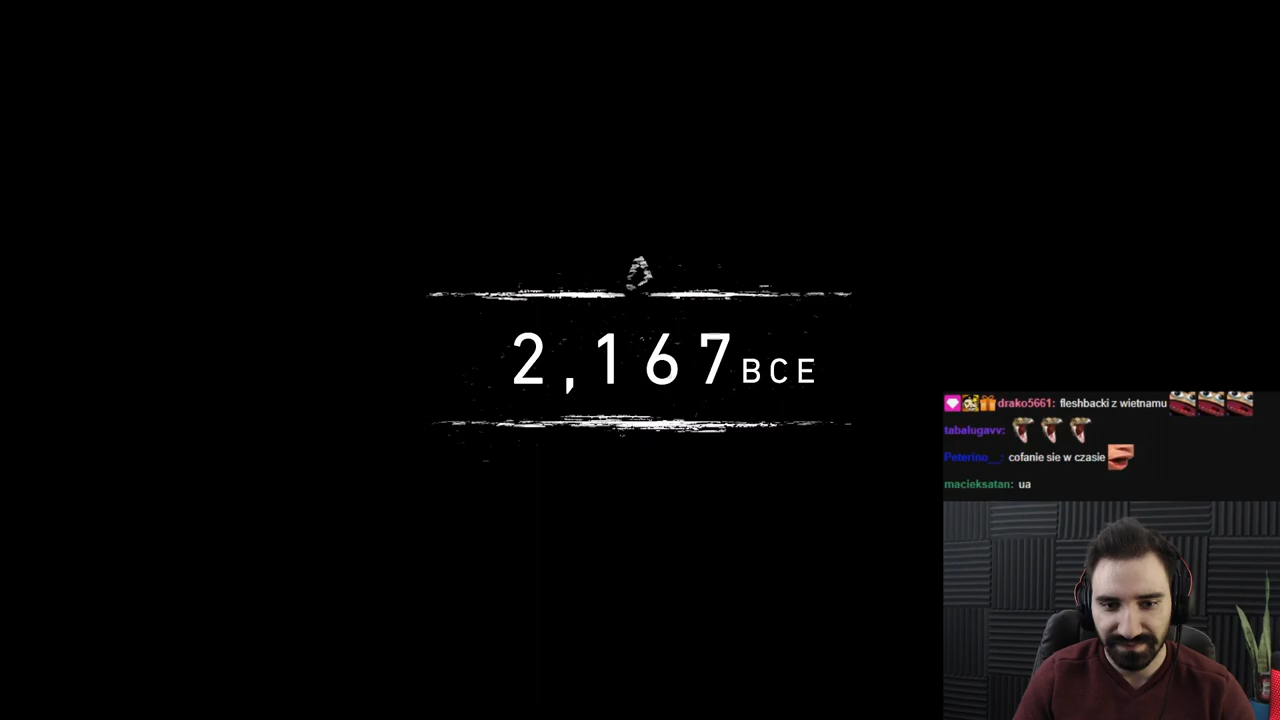 2,167 BCE
drako5661: fleshbacki z wietnamu
tabalugavv:
Peterino__: cofanie sie w czasie
macieksatan: ua